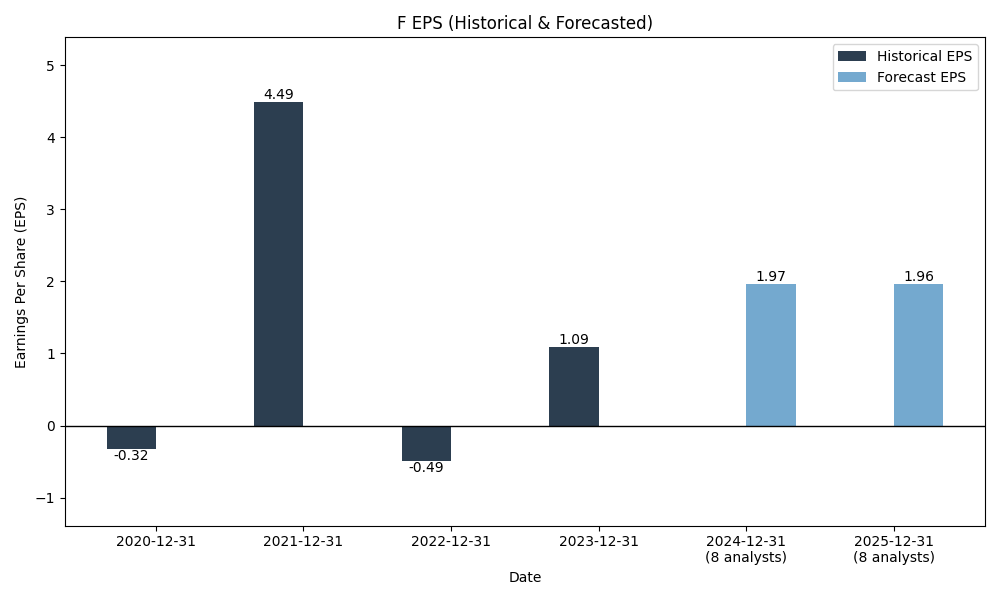 F EPS (Historical & Forecasted)
Historical EPS
Forecast EPS
Earnings Per Share (EPS)
5
4
3
2
1
0
−1
-0.32
4.49
-0.49
1.09
1.97
1.96
2020-12-31
2021-12-31
2022-12-31
2023-12-31
2024-12-31
(8 analysts)
2025-12-31
(8 analysts)
Date